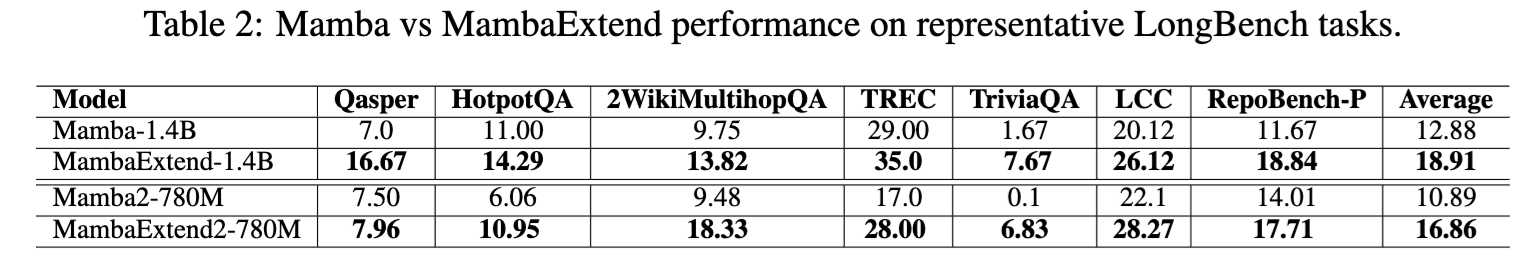 Table 2: Mamba vs MambaExtend performance on representative LongBench tasks.
Model Qasper HotpotQA 2WikiMultihopQA TREC TriviaQA LCC RepoBench-P Average
Mamba-1.4B 7.0 11.00 9.75 29.00 1.67 20.12 11.67 12.88
MambaExtend-1.4B 16.67 14.29 13.82 35.0 7.67 26.12 18.84 18.91
Mamba2-780M 7.50 6.06 9.48 17.0 0.1 22.1 14.01 10.89
MambaExtend2-780M 7.96 10.95 18.33 28.00 6.83 28.27 17.71 16.86